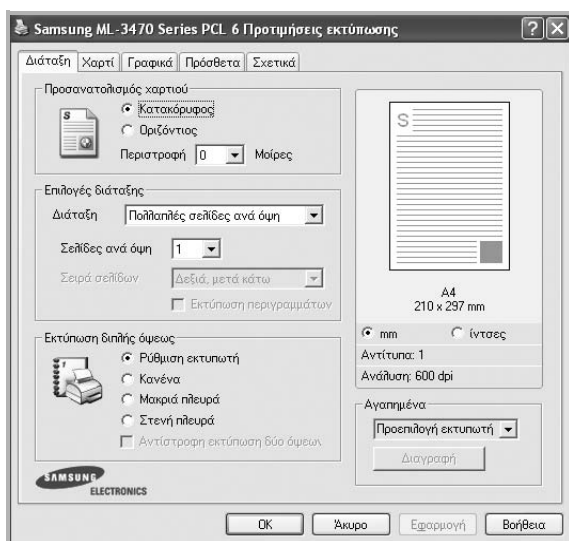 Samsung ML-3470 Series PCL 6 Προτιμήσεις εκτύπωσης
Διάταξη Χαρτί Γραφικά Πρόσθετα Σχετικά
Προσανατολισμός χαρτιού
Κατακόρυφος
Οριζόντιος
Περιστροφή 0 Μοίρες
Επιλογές διάταξης
Διάταξη Πολλαπλές σελίδες ανά όψη
Σελίδες ανά όψη 1
Σειρά σελίδων Δεξιά, μετά κάτω
Εκτύπωση περιγραμμάτων
Εκτύπωση διπλής όψεως
Ρύθμιση εκτυπωτή
Κανένα
Μακριά πλευρά
Στενή πλευρά
Αντίστροφη εκτύπωση δύο όψεων
S
S
A4
210 x 297 mm
mm ίντσες
Αντίτυπα: 1
Ανάλυση: 600 dpi
Αγαπημένα
Προεπιλογή εκτυπωτή
Διαγραφή
SAMSUNG
ELECTRONICS
OK Άκυρο Εφαρμογή Βοήθεια